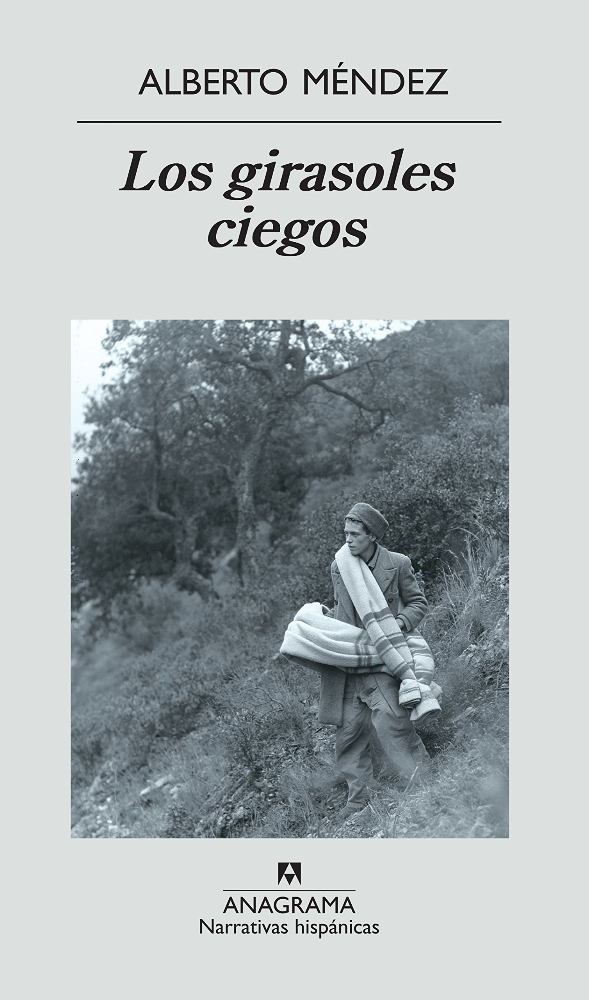 ALBERTO MÉNDEZ
Los girasoles
ciegos
ANAGRAMA
Narrativas hispánicas